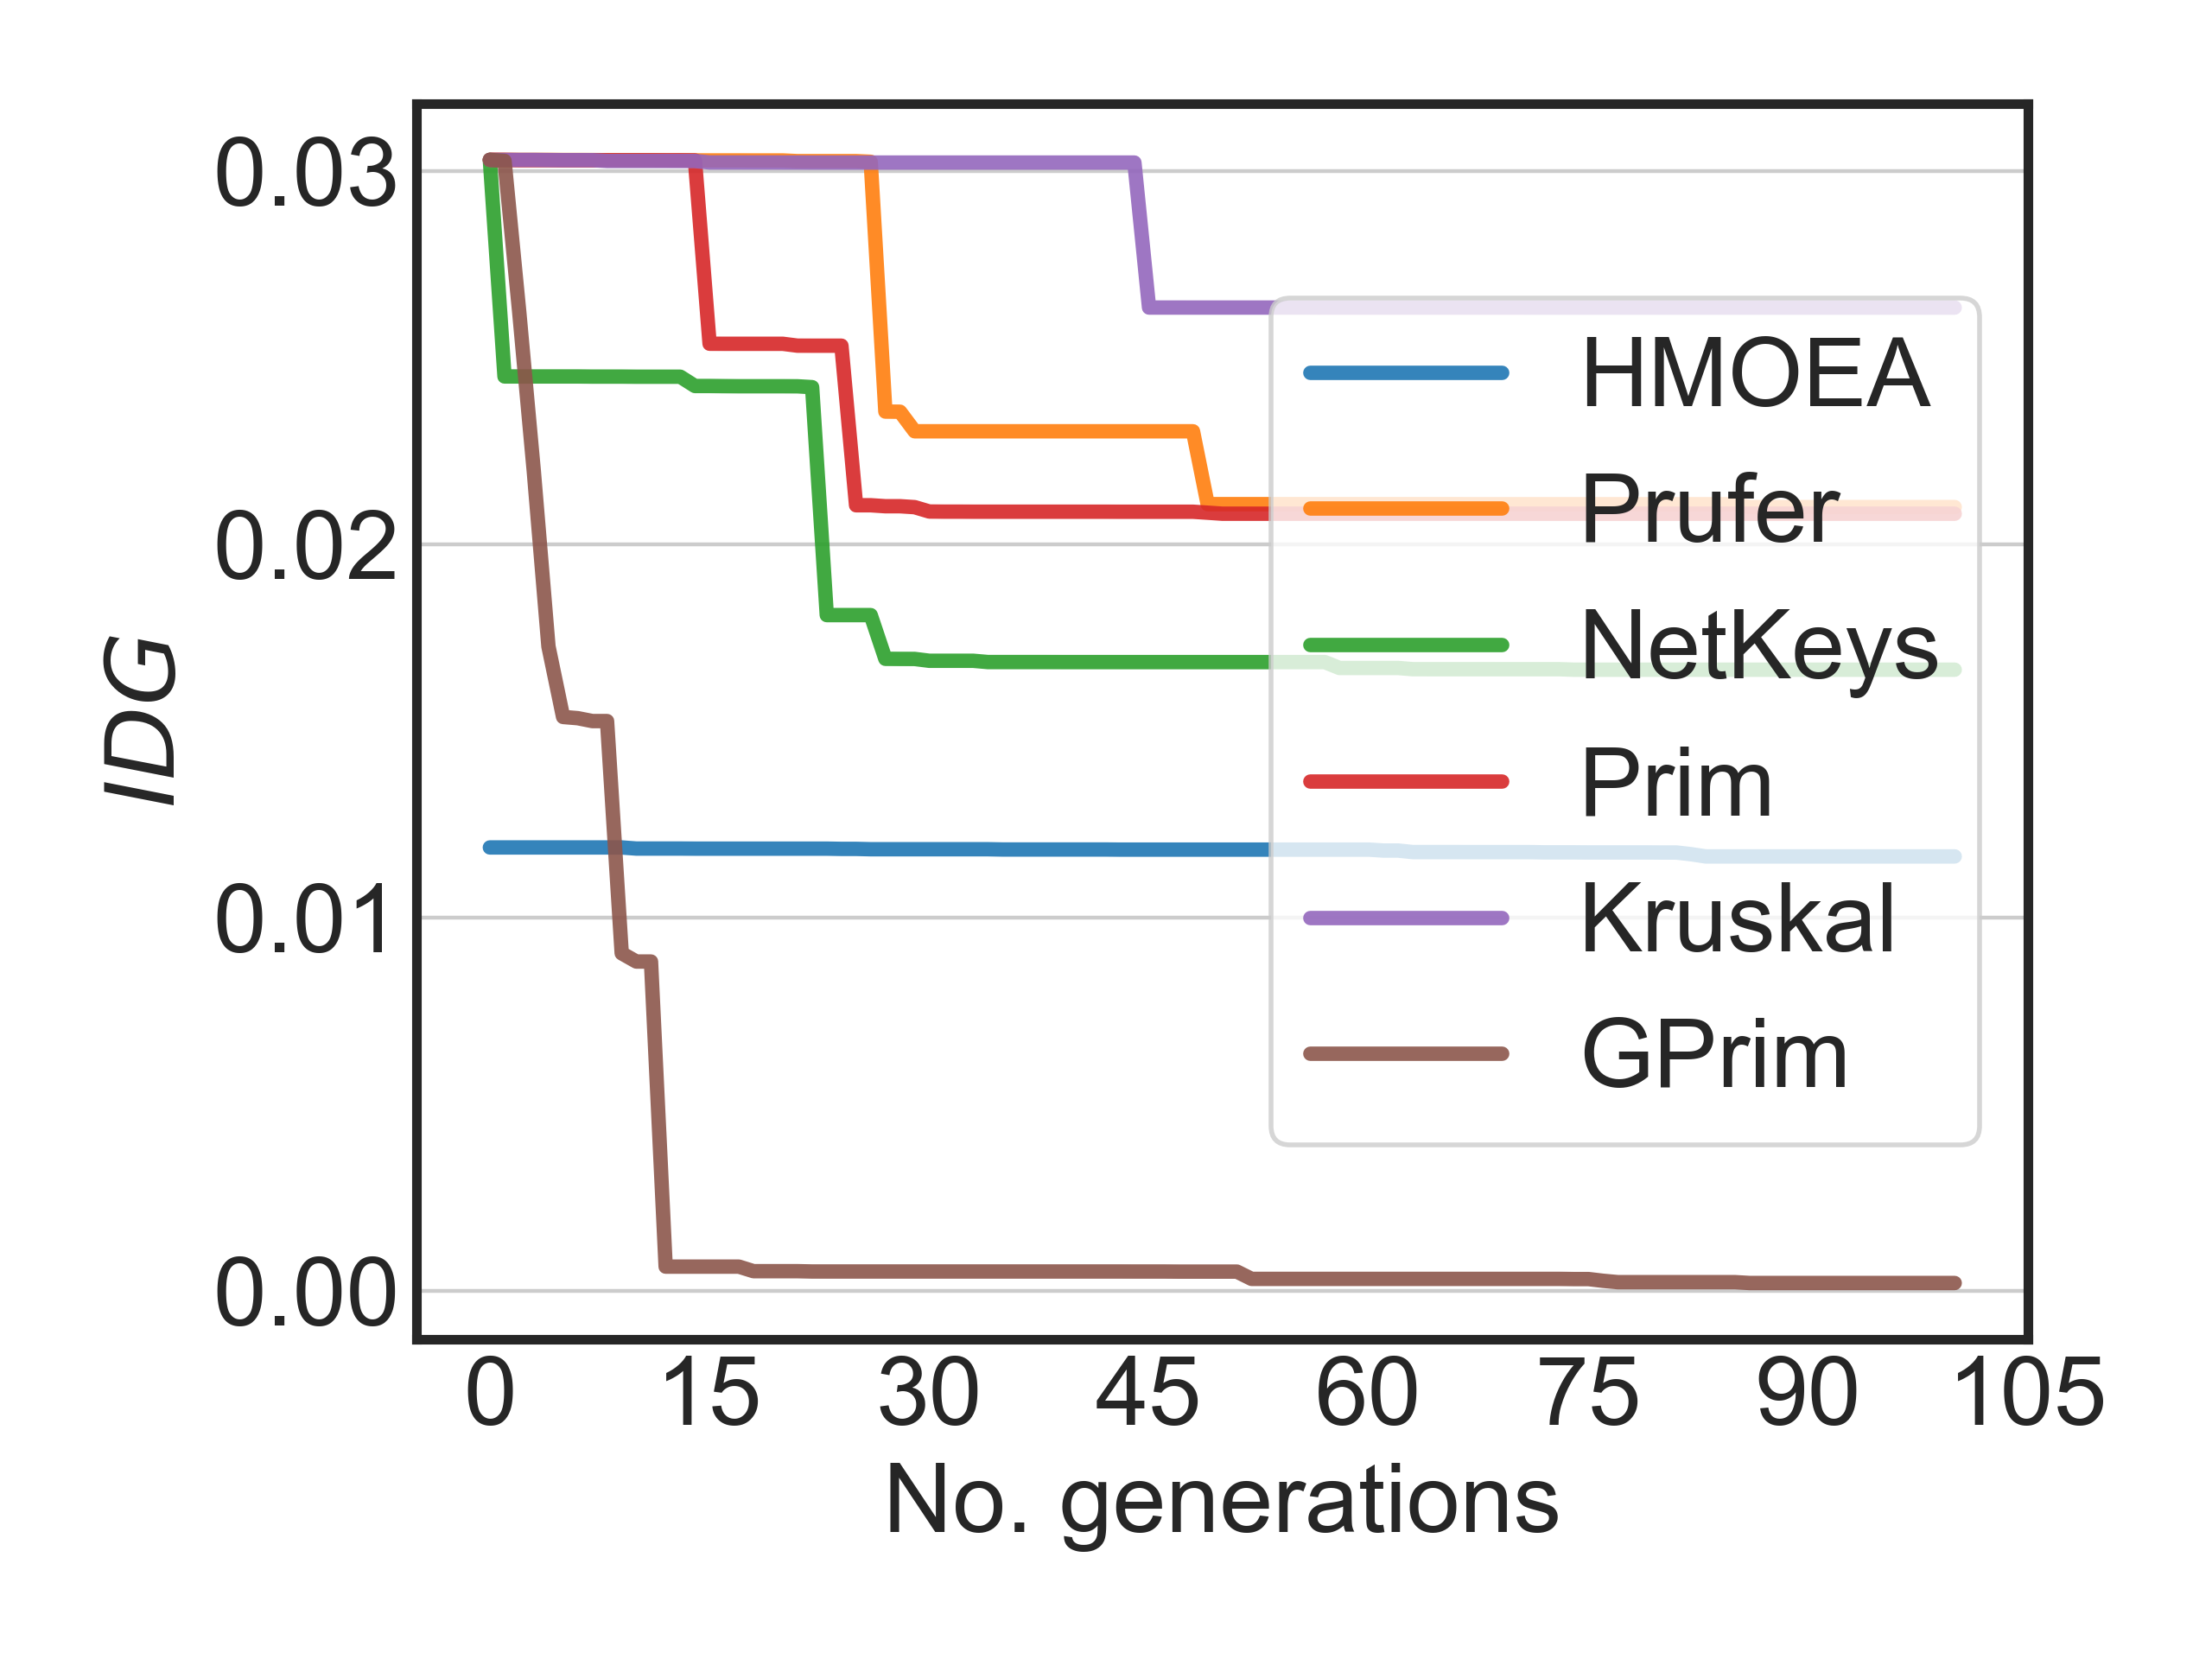 0.03
0.02
0.01
0.00
IDG
0 15 30 45 60 75 90 105
No. generations
HMOEA
Prufer
NetKeys
Prim
Kruskal
GPrim